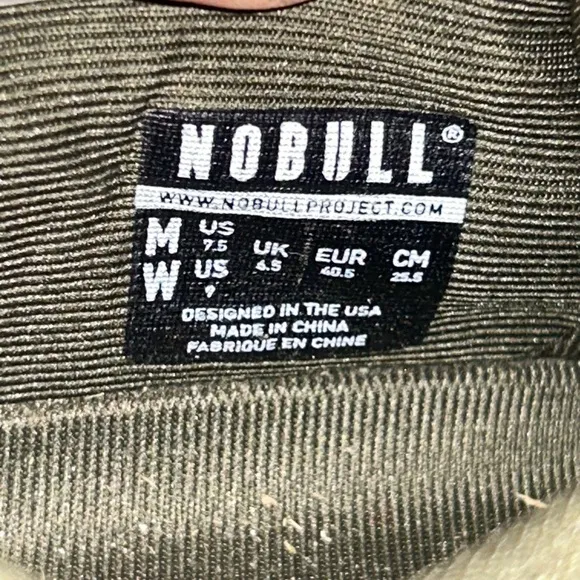 NOBULL®
WWW.NOBULLPROJECT.COM
M US 7.5 UK 6.5 EUR 40.5 CM 25.5
W US 9
DESIGNED IN THE USA
MADE IN CHINA
FABRIQUE EN CHINE